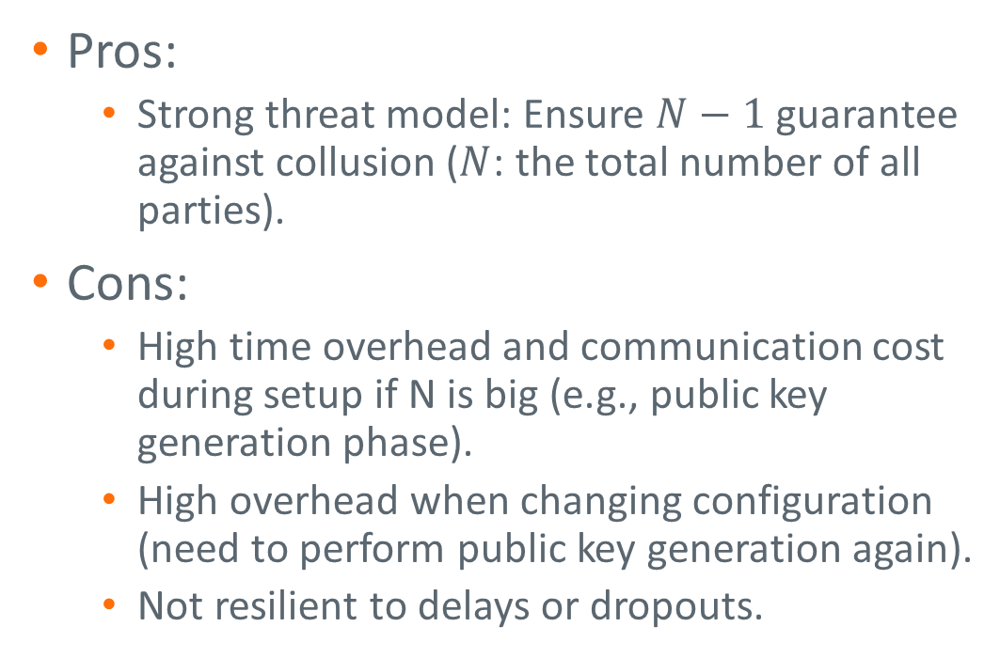 • Pros:
• Strong threat model: Ensure N − 1 guarantee
against collusion (N: the total number of all
parties).
• Cons:
• High time overhead and communication cost
during setup if N is big (e.g., public key
generation phase).
• High overhead when changing configuration
(need to perform public key generation again).
• Not resilient to delays or dropouts.